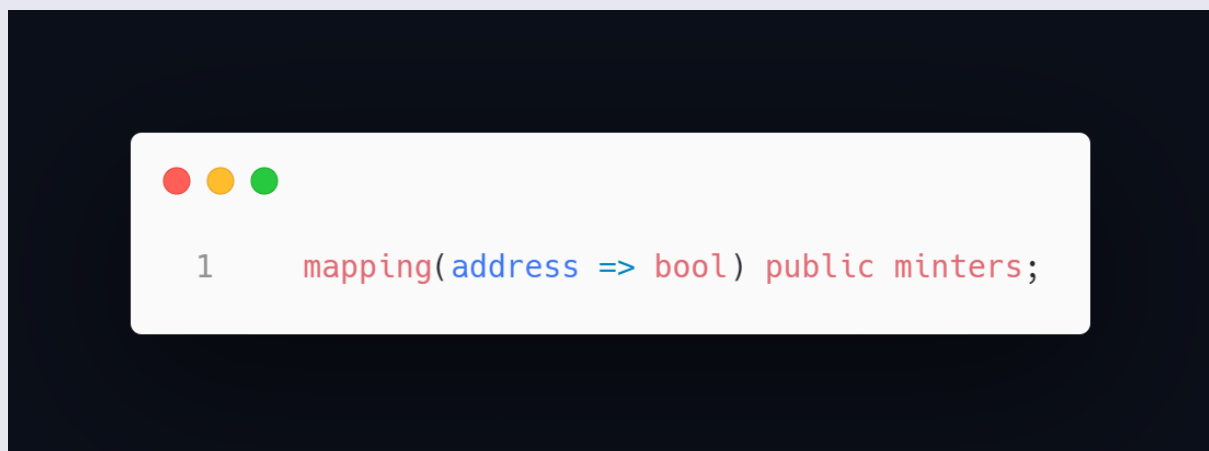 1 mapping(address => bool) public minters;